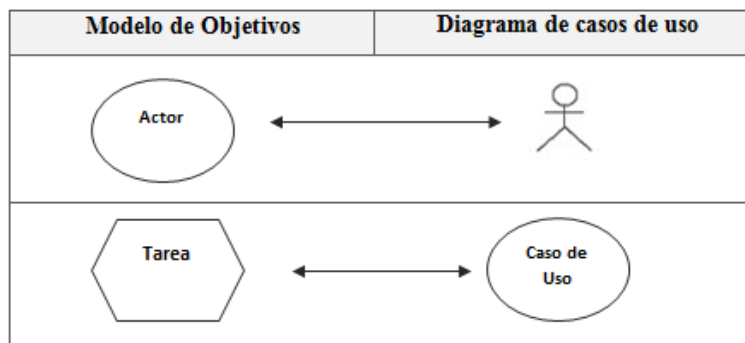 Modelo de Objetivos
Diagrama de casos de uso
Actor
Tarea
Caso de
Uso